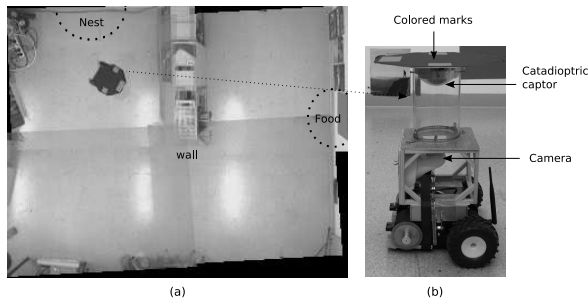 Nest
Food
wall
(a)
Colored marks
Catadioptric
captor
Camera
(b)